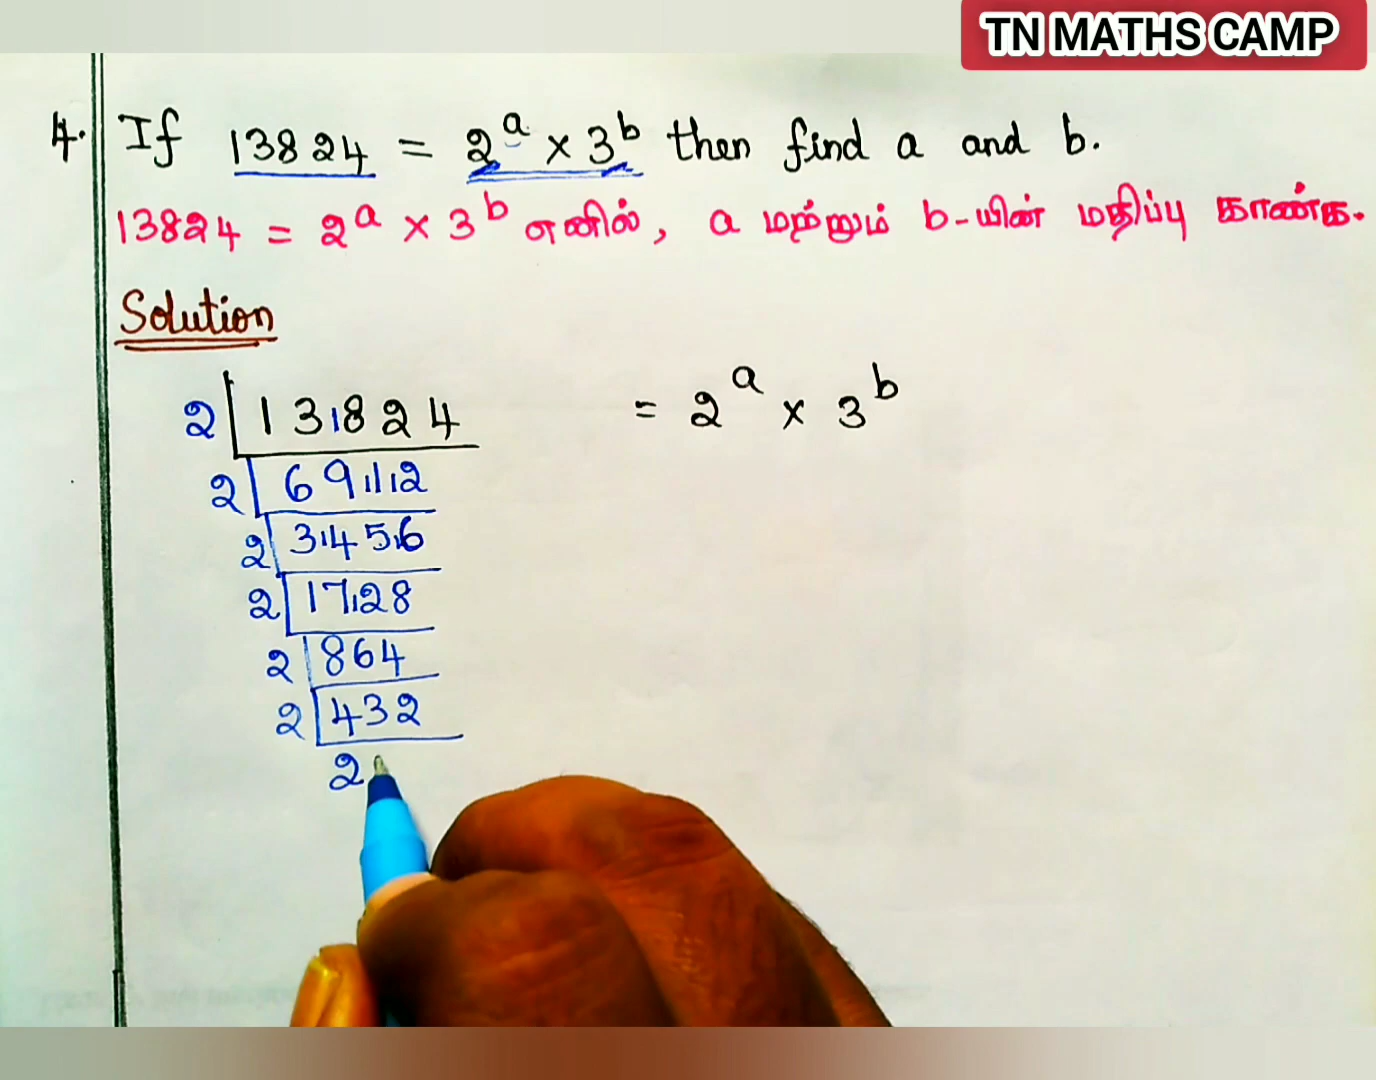 TN MATHS CAMP
4. If 13824 = 2^a × 3^b then find a and b.
13824 = 2^a × 3^b எனில், a மற்றும் b-யின் மதிப்பு காண்க.
Solution
2 | 13824 = 2^a × 3^b
2 | 6912
2 | 3456
2 | 1728
2 | 864
2 | 432
2